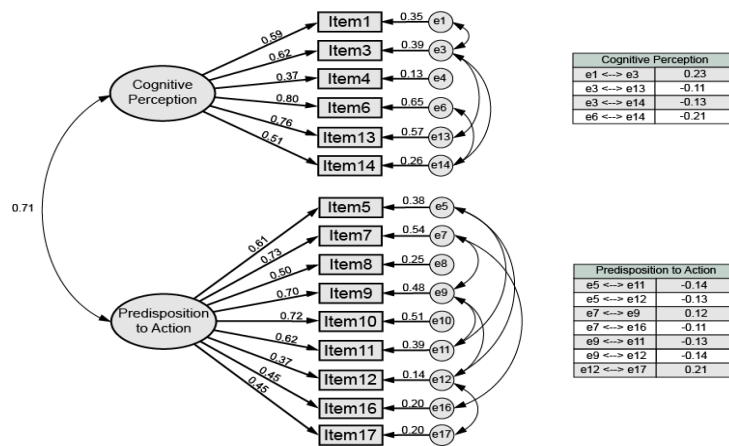 0.59 Item1 0.35 e1
0.62 Item3 0.39 e3
0.37 Item4 0.13 e4
Cognitive
Perception
0.80 Item6 0.65 e6
0.76 Item13 0.57 e13
0.51 Item14 0.26 e14
Cognitive Perception
e1 <--> e3 0.23
e3 <--> e13 -0.11
e3 <--> e14 -0.13
e6 <--> e14 -0.21
0.71
0.61 Item5 0.38 e5
0.73 Item7 0.54 e7
0.50 Item8 0.25 e8
0.70 Item9 0.48 e9
Predisposition
to Action
0.72 Item10 0.51 e10
0.62 Item11 0.39 e11
0.37 Item12 0.14 e12
0.45 Item16 0.20 e16
0.45 Item17 0.20 e17
Predisposition to Action
e5 <--> e11 -0.14
e5 <--> e12 -0.13
e7 <--> e9 0.12
e7 <--> e16 -0.11
e9 <--> e11 -0.13
e9 <--> e12 -0.14
e12 <--> e17 0.21